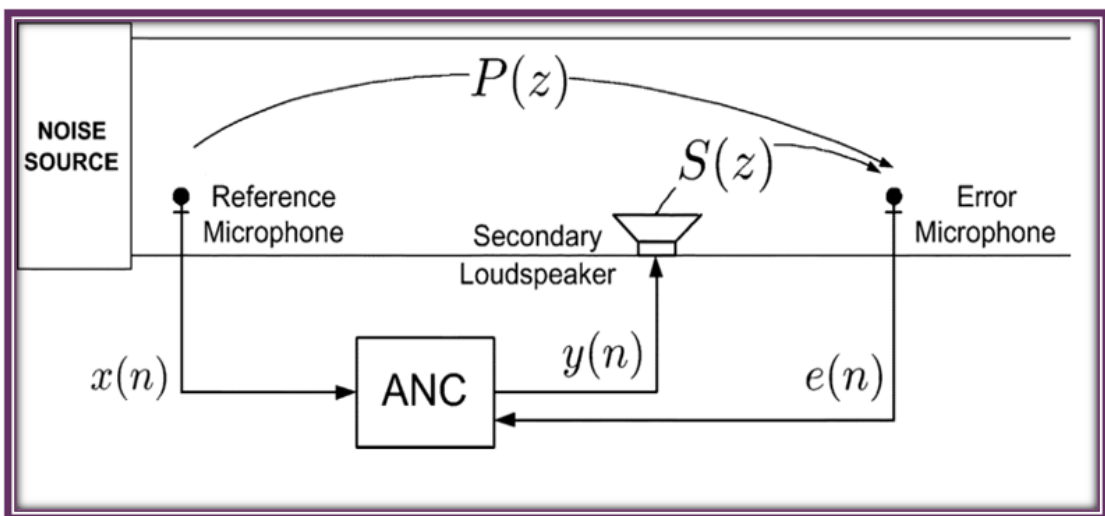 P(z)
NOISE
SOURCE
S(z)
Reference
Microphone
Error
Microphone
Secondary
Loudspeaker
x(n)
ANC
y(n)
e(n)